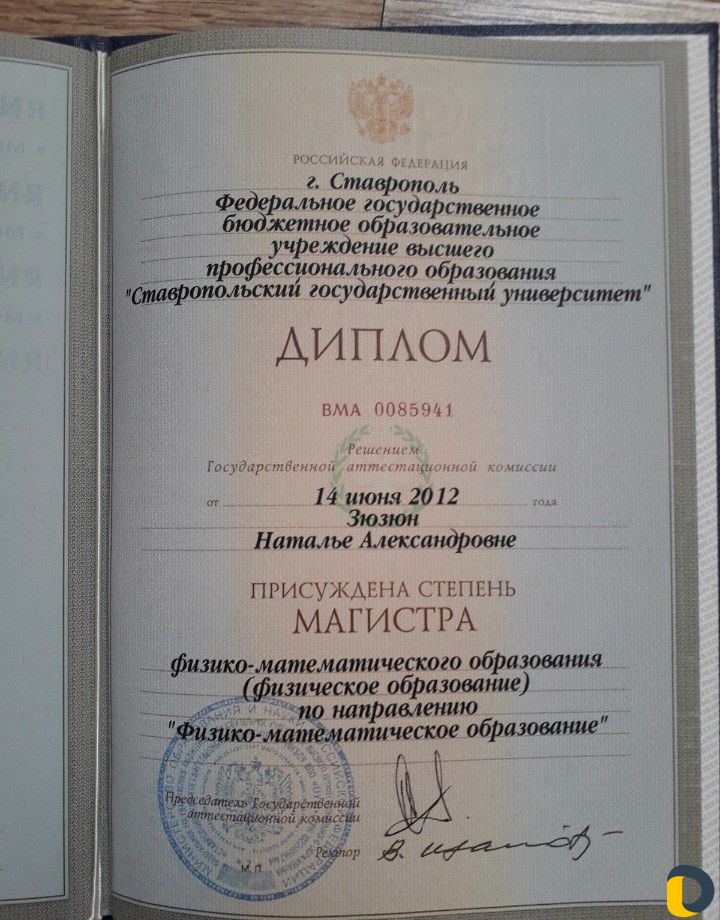 РОССИЙСКАЯ ФЕДЕРАЦИЯ
г. Ставрополь
Федеральное государственное
бюджетное образовательное
учреждение высшего
профессионального образования
"Ставропольский государственный университет"
ДИПЛОМ
ВМА 0085941
Решением
Государственной аттестационной комиссии
от 14 июня 2012 года
Зюзюн
Наталье Александровне
ПРИСУЖДЕНА СТЕПЕНЬ
МАГИСТРА
физико-математического образования
(физическое образование)
по направлению
"Физико-математическое образование"
Председатель Государственной
аттестационной комиссии
Ректор
М.П.